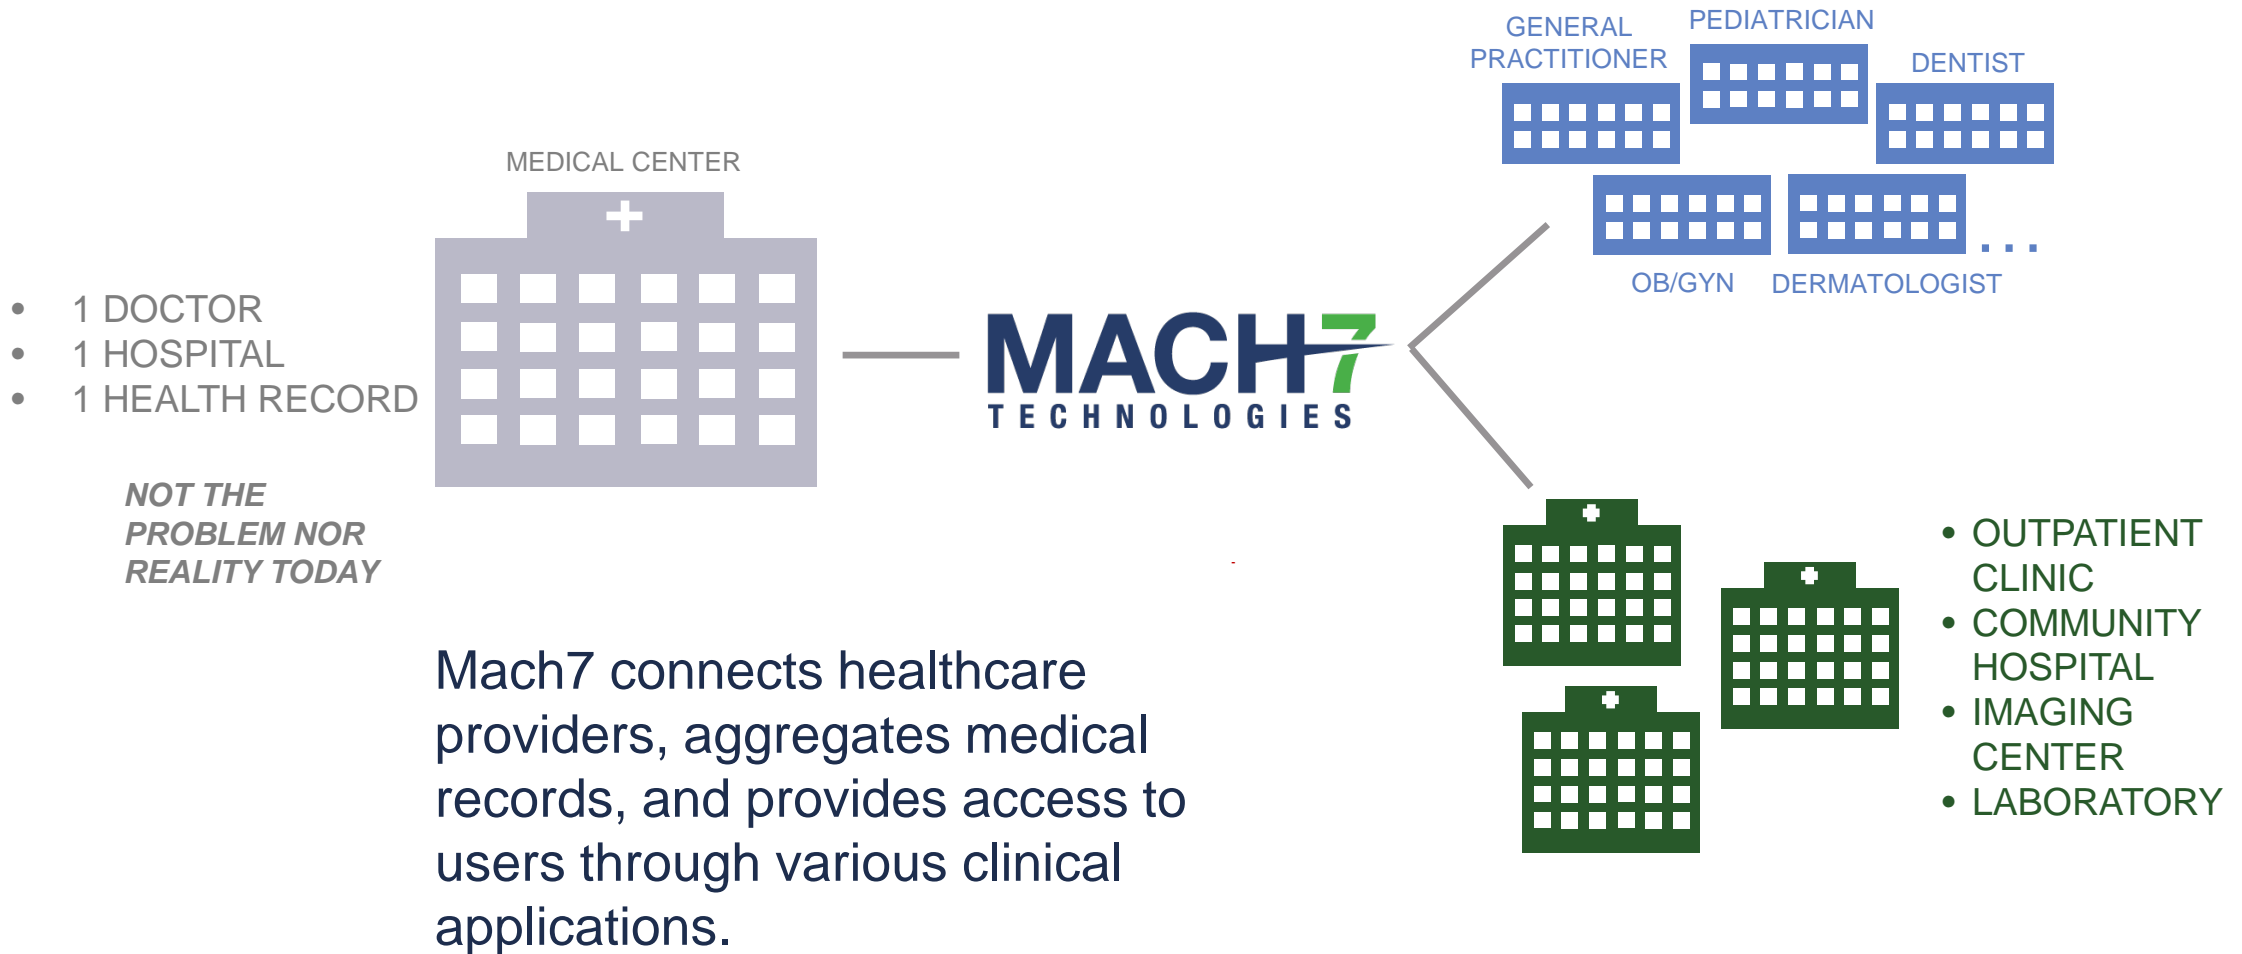 MEDICAL CENTER
• 1 DOCTOR
• 1 HOSPITAL
• 1 HEALTH RECORD
NOT THE
PROBLEM NOR
REALITY TODAY
MACH7
TECHNOLOGIES
GENERAL
PRACTITIONER
PEDIATRICIAN
DENTIST
OB/GYN
DERMATOLOGIST
...
• OUTPATIENT
CLINIC
• COMMUNITY
HOSPITAL
• IMAGING
CENTER
• LABORATORY
Mach7 connects healthcare
providers, aggregates medical
records, and provides access to
users through various clinical
applications.